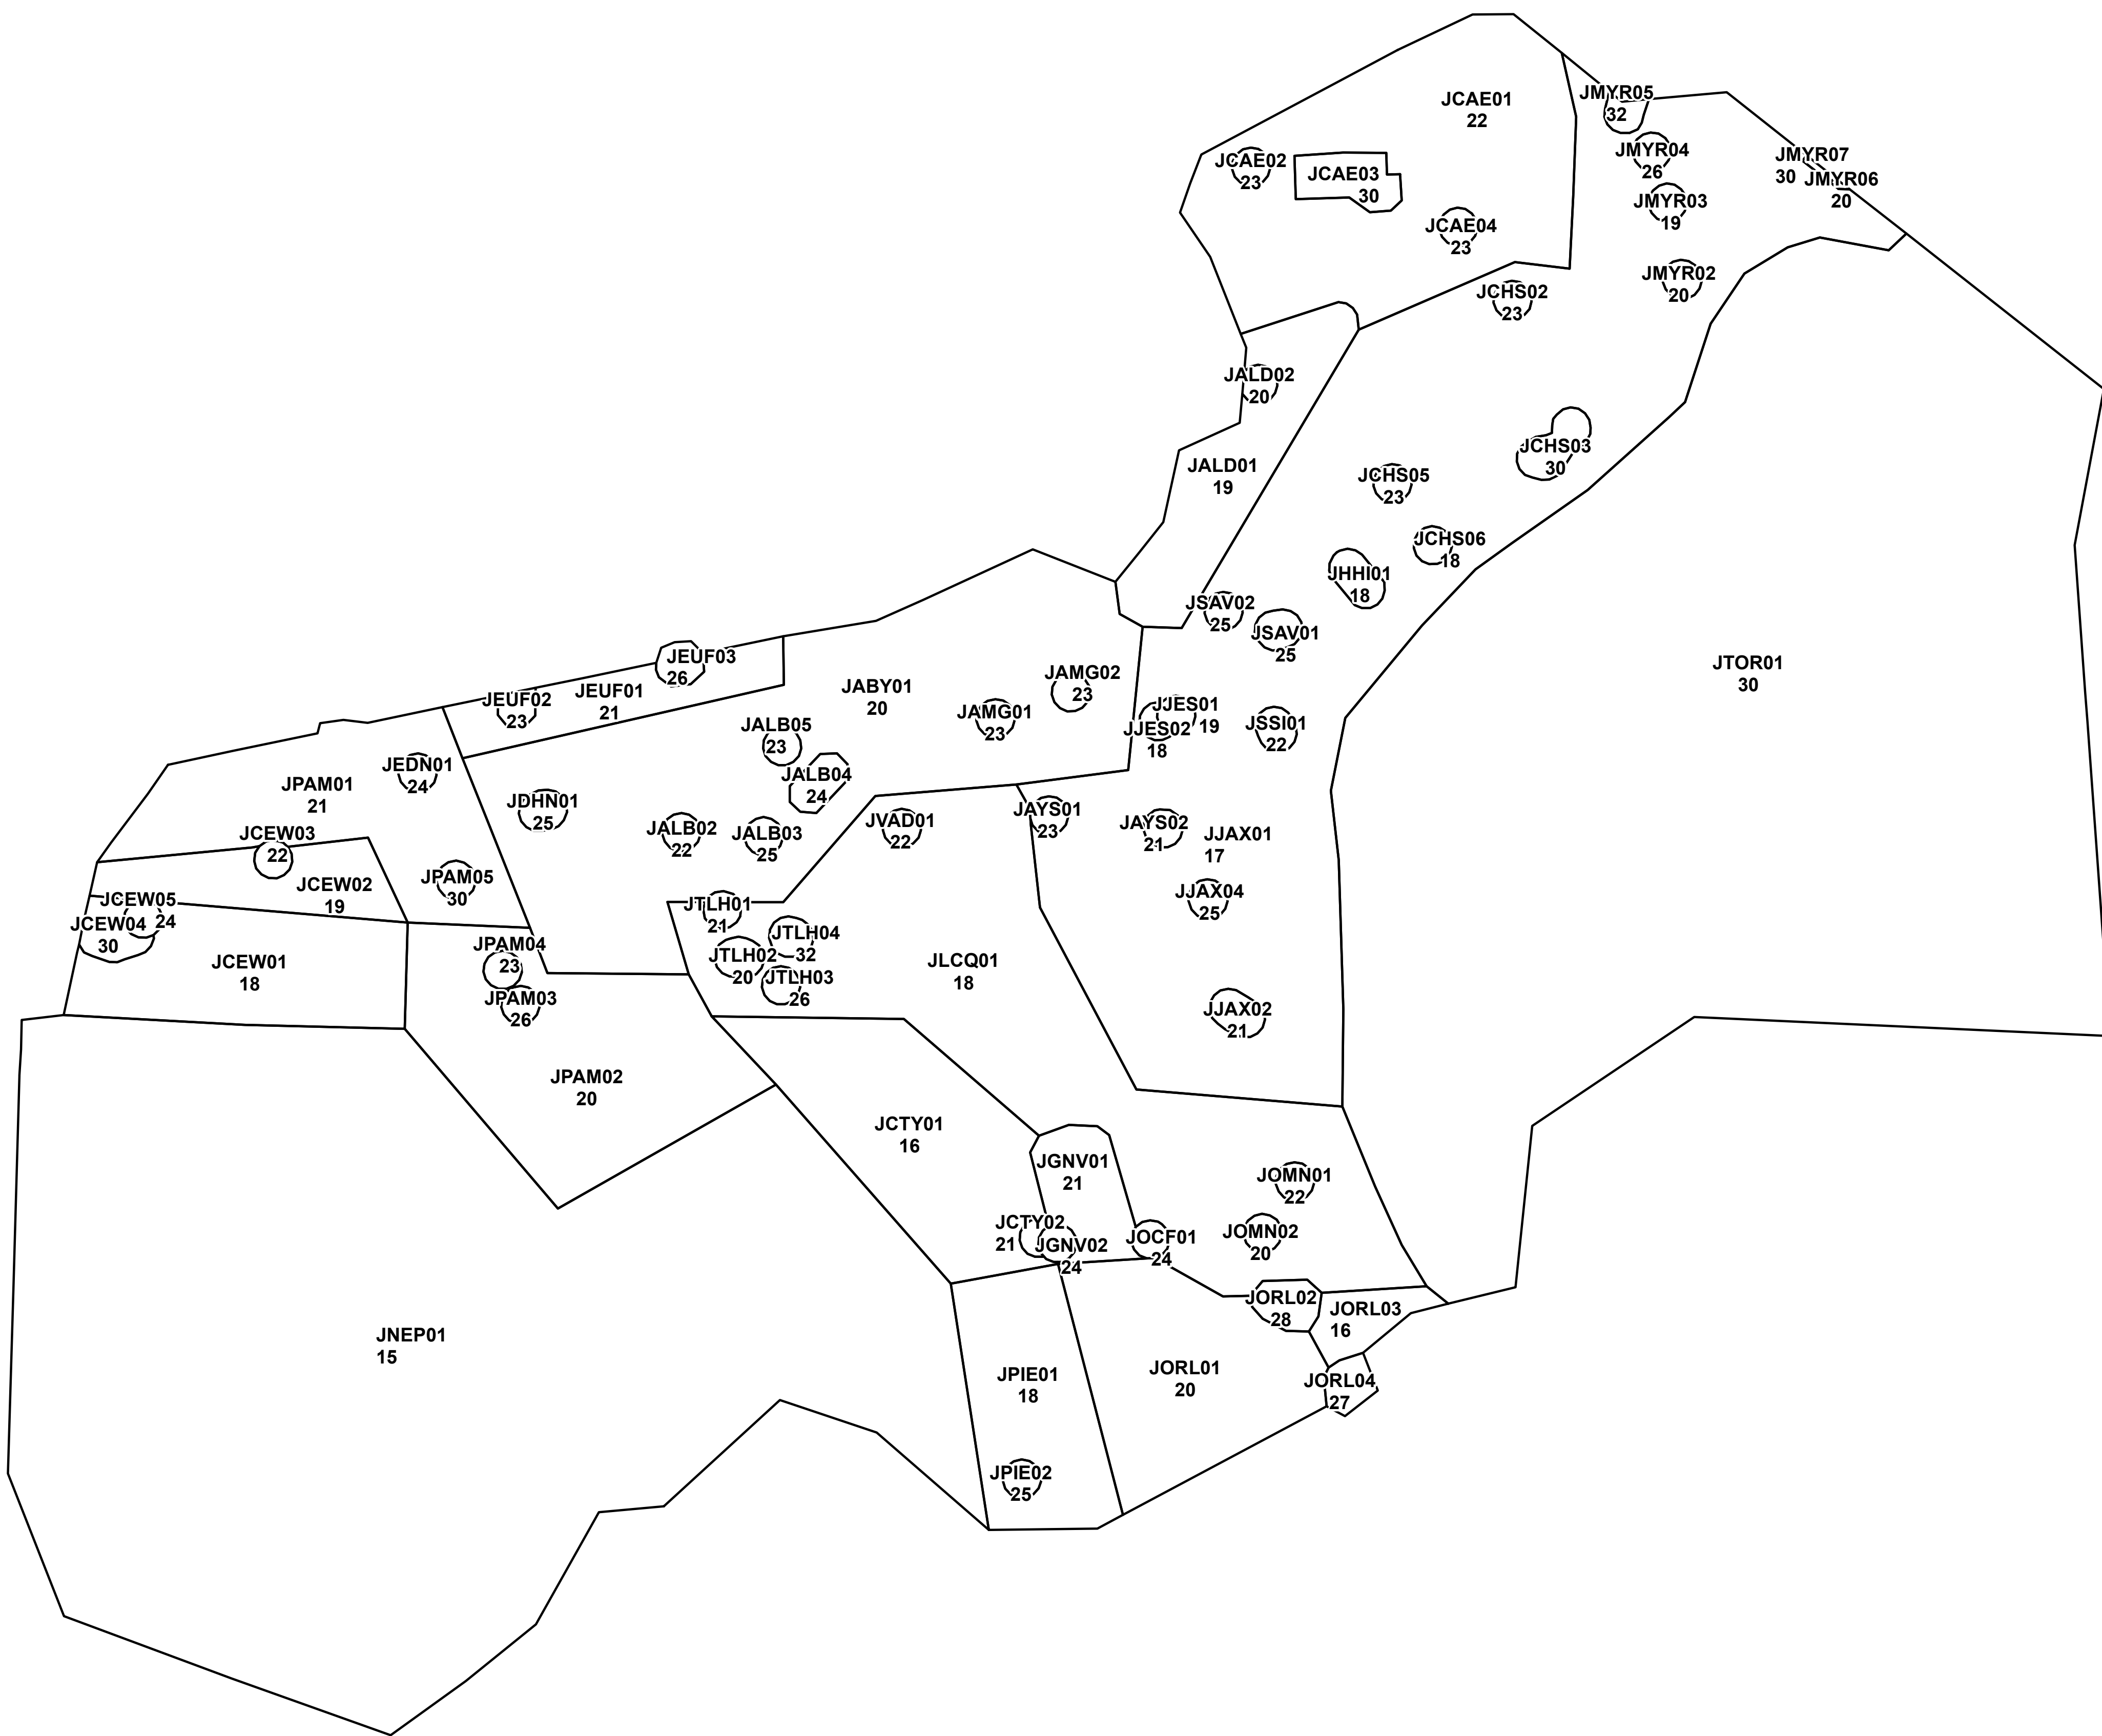 JCAE01
22
JMYR05
32
JMYR04
26
JMYR07
30
JMYR06
20
JCAE02
23
JCAE03
30
JMYR03
19
JCAE04
23
JMYR02
20
JCHS02
23
JALD02
20
JCHS03
30
JALD01
19
JCHS05
23
JCHS06
18
JHHI01
18
JSAV02
25
JSAV01
25
JTOR01
30
JEUF03
26
JEUF01
21
JEUF02
23
JABY01
20
JAMG02
23
JAMG01
23
JJES01
19
JJES02
18
JSSI01
22
JALB05
23
JALB04
24
JEDN01
24
JPAM01
21
JDHN01
25
JALB02
22
JALB03
25
JVAD01
22
JAYS01
23
JAYS02
21
JJAX01
17
JCEW03
22
JCEW02
19
JPAM05
30
JCEW05
24
JCEW04
30
JJAX04
25
JTLH01
21
JTLH04
32
JTLH02
20
JTLH03
26
JLCQ01
18
JPAM04
23
JCEW01
18
JPAM03
26
JJAX02
21
JPAM02
20
JCTY01
16
JGNV01
21
JOMN01
22
JCTY02
21
JGNV02
24
JOCF01
24
JOMN02
20
JORL02
28
JORL03
16
JNEP01
15
JPIE01
18
JORL01
20
JORL04
27
JPIE02
25